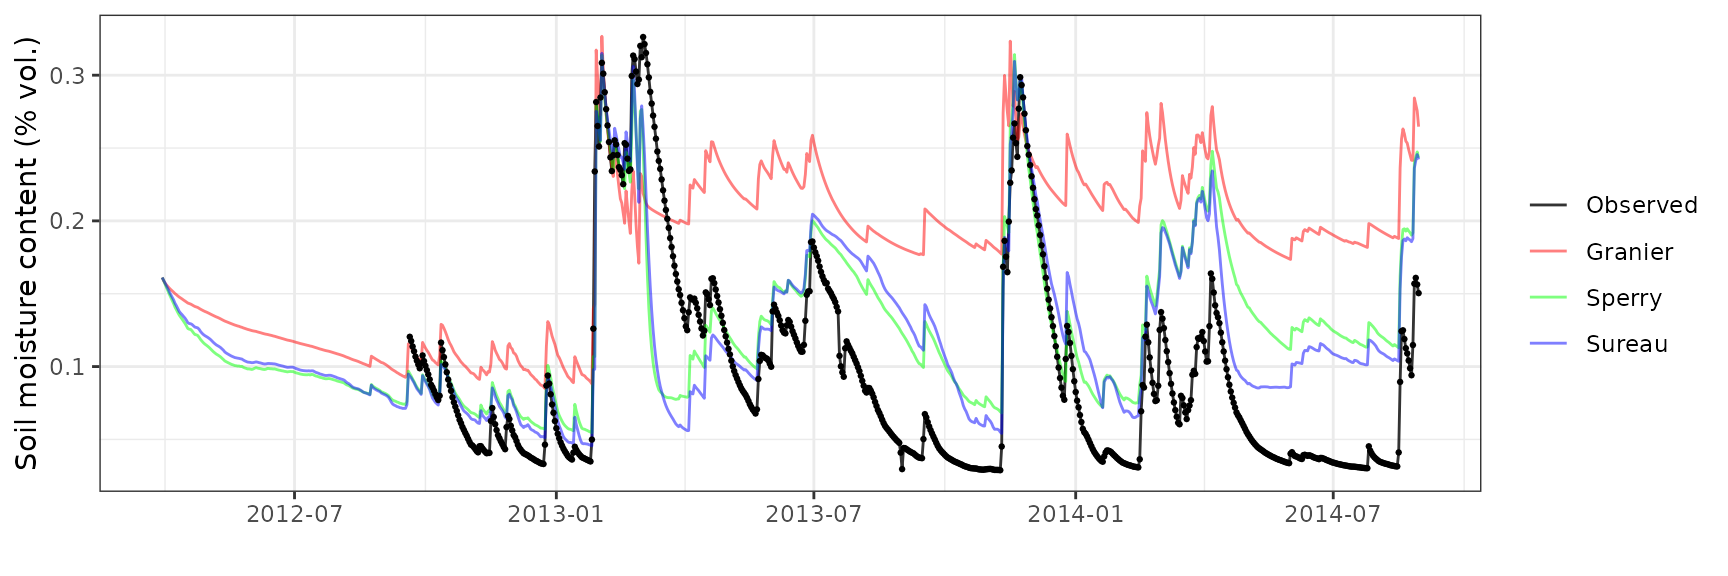 Soil moisture content (% vol.)
0.3
0.2
0.1
2012-07
2013-01
2013-07
2014-01
2014-07
Observed
Granier
Sperry
Sureau